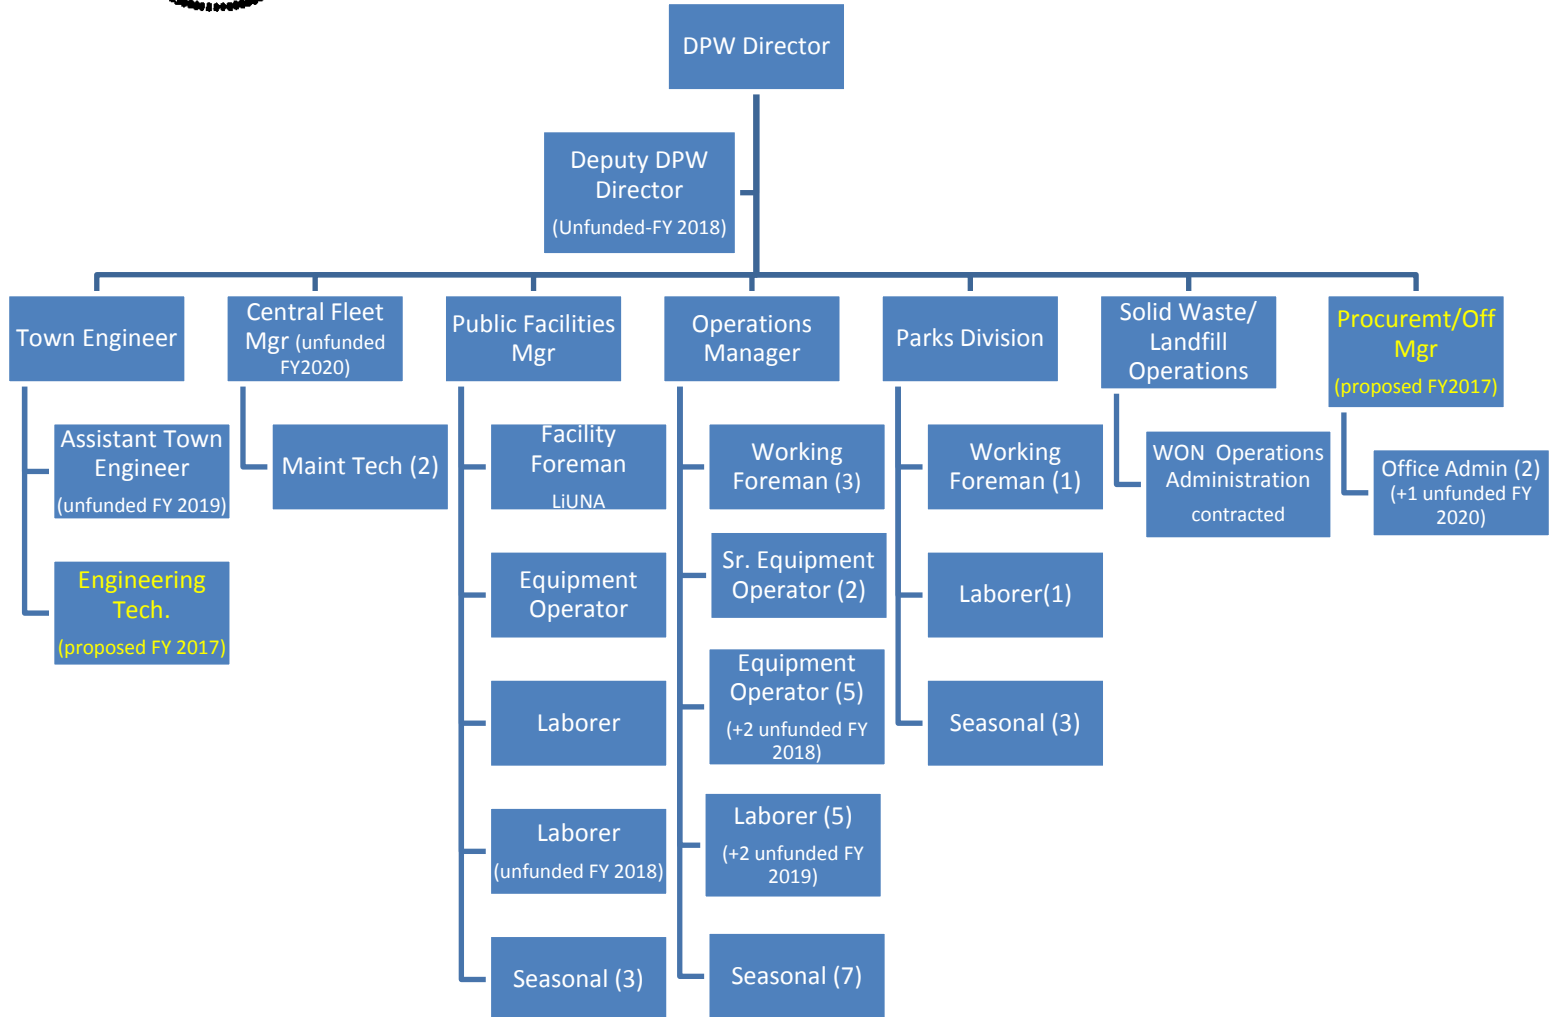 DPW Director
Deputy DPW
Director
(Unfunded-FY 2018)
Town Engineer
Central Fleet
Mgr (unfunded
FY2020)
Public Facilities
Mgr
Operations
Manager
Parks Division
Solid Waste/
Landfill
Operations
Procuremt/Off
Mgr
(proposed FY2017)
Assistant Town
Engineer
(unfunded FY 2019)
Engineering
Tech.
(proposed FY 2017)
Maint Tech (2)
Facility
Foreman
LiUNA
Equipment
Operator
Laborer
Laborer
(unfunded FY 2018)
Seasonal (3)
Working
Foreman (3)
Sr. Equipment
Operator (2)
Equipment
Operator (5)
(+2 unfunded FY
2018)
Laborer (5)
(+2 unfunded FY
2019)
Seasonal (7)
Working
Foreman (1)
Laborer(1)
Seasonal (3)
WON Operations
Administration
contracted
Office Admin (2)
(+1 unfunded FY
2020)